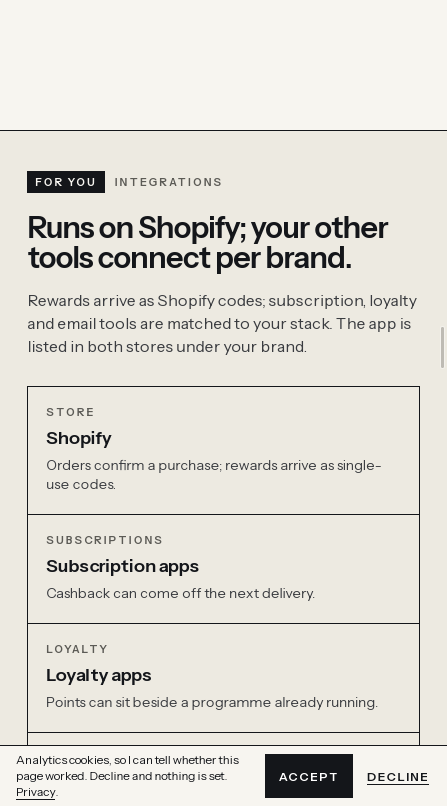 FOR YOU INTEGRATIONS
Runs on Shopify; your other
tools connect per brand.
Rewards arrive as Shopify codes; subscription, loyalty
and email tools are matched to your stack. The app is
listed in both stores under your brand.
STORE
Shopify
Orders confirm a purchase; rewards arrive as single-
use codes.
SUBSCRIPTIONS
Subscription apps
Cashback can come off the next delivery.
LOYALTY
Loyalty apps
Points can sit beside a programme already running.
Analytics cookies, so I can tell whether this
page worked. Decline and nothing is set.
Privacy.
ACCEPT
DECLINE